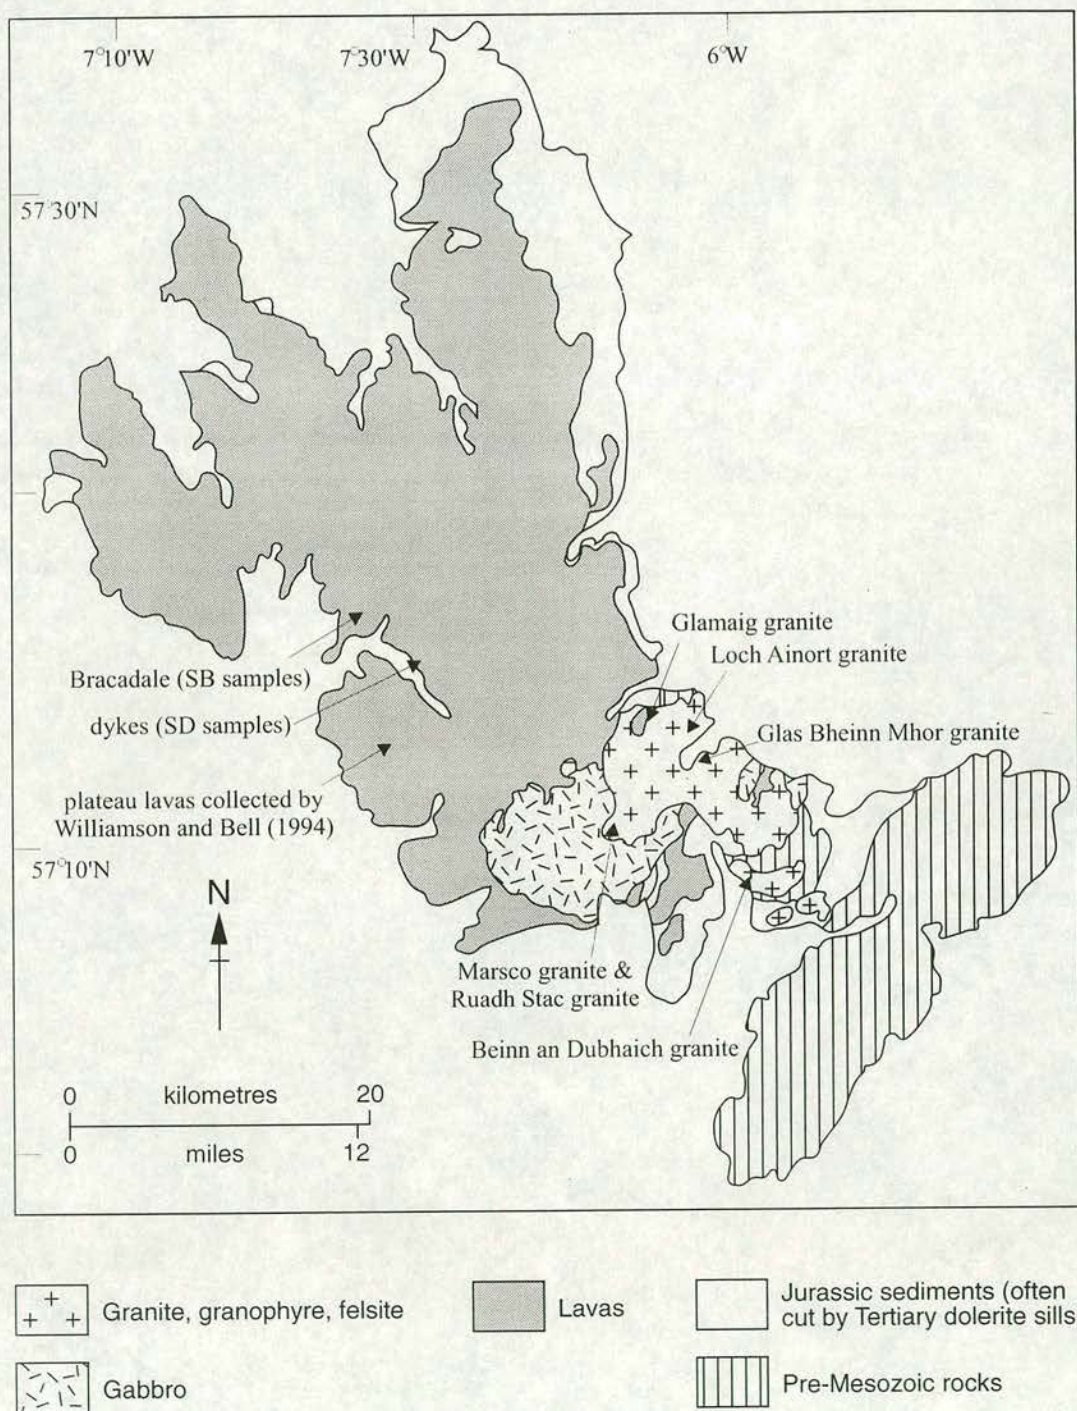 7°10'W 7°30'W 6°W
57°30'N
Glamaig granite
Loch Ainort granite
Bracadale (SB samples)
dykes (SD samples)
Glas Bheinn Mhor granite
plateau lavas collected by
Williamson and Bell (1994)
57°10'N
N
Marsco granite &
Ruadh Stac granite
Beinn an Dubhaich granite
0 kilometres 20
0 miles 12
Granite, granophyre, felsite
Lavas
Jurassic sediments (often
cut by Tertiary dolerite sills
Gabbro
Pre-Mesozoic rocks